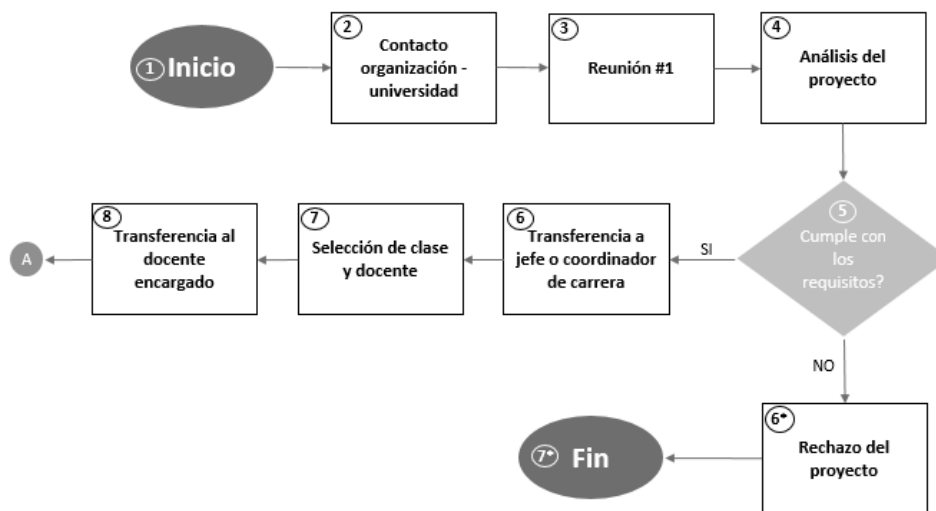 1 Inicio
2
Contacto
organización -
universidad
3
Reunión #1
4
Análisis del
proyecto
5
Cumple con
los
requisitos?
SI
6
Transferencia a
jefe o coordinador
de carrera
7
Selección de clase
y docente
8
Transferencia al
docente
encargado
A
NO
6*
Rechazo del
proyecto
7* Fin